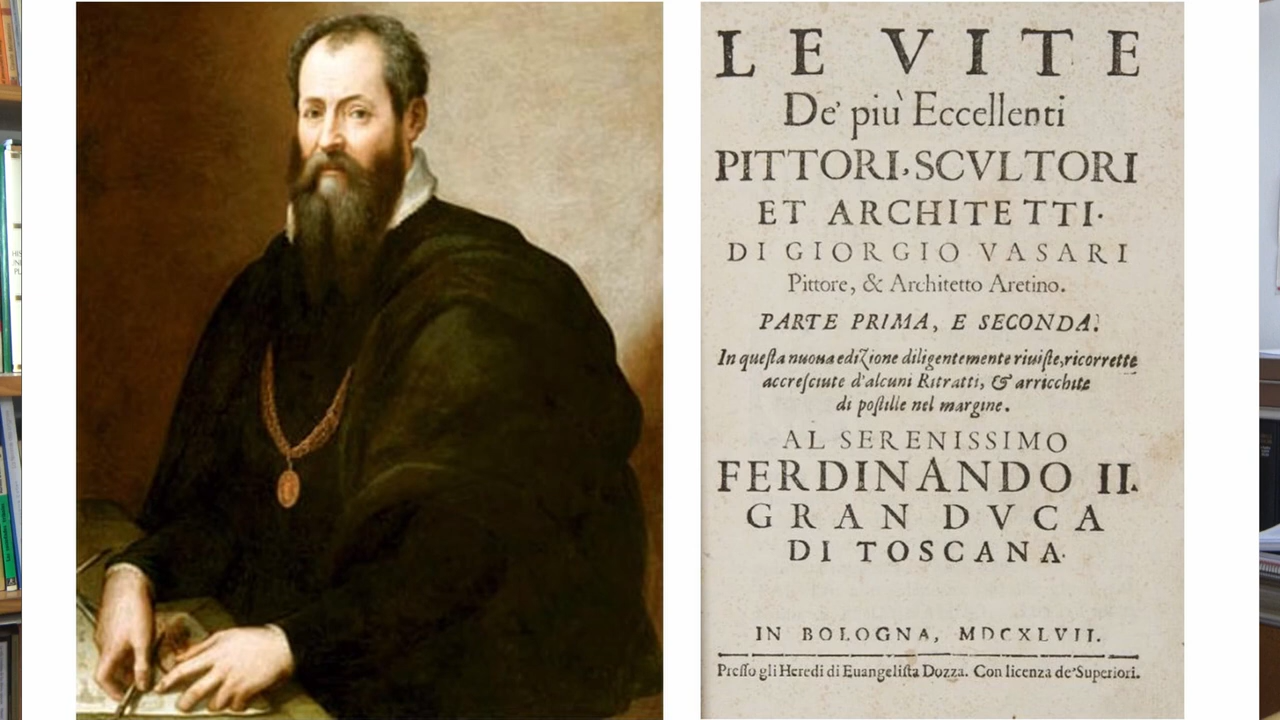 LE VITE
De' più Eccellenti
PITTORI, SCVLTORI
ET ARCHITETTI.
DI GIORGIO VASARI
Pittore, & Architetto Aretino.
PARTE PRIMA, E SECONDA.
In queſta nuoua ediZione diligentemente riuiſte, ricorrette
accreſciute d'alcuni Ritratti, & arricchite
di poſtille nel margine.
AL SERENISSIMO
FERDINANDO II.
GRAN DVCA
DI TOSCANA.
IN BOLOGNA, MDCXLVII.
Preſſo gli Heredi di Euangeliſta Dozza. Con licenza de' Superiori.